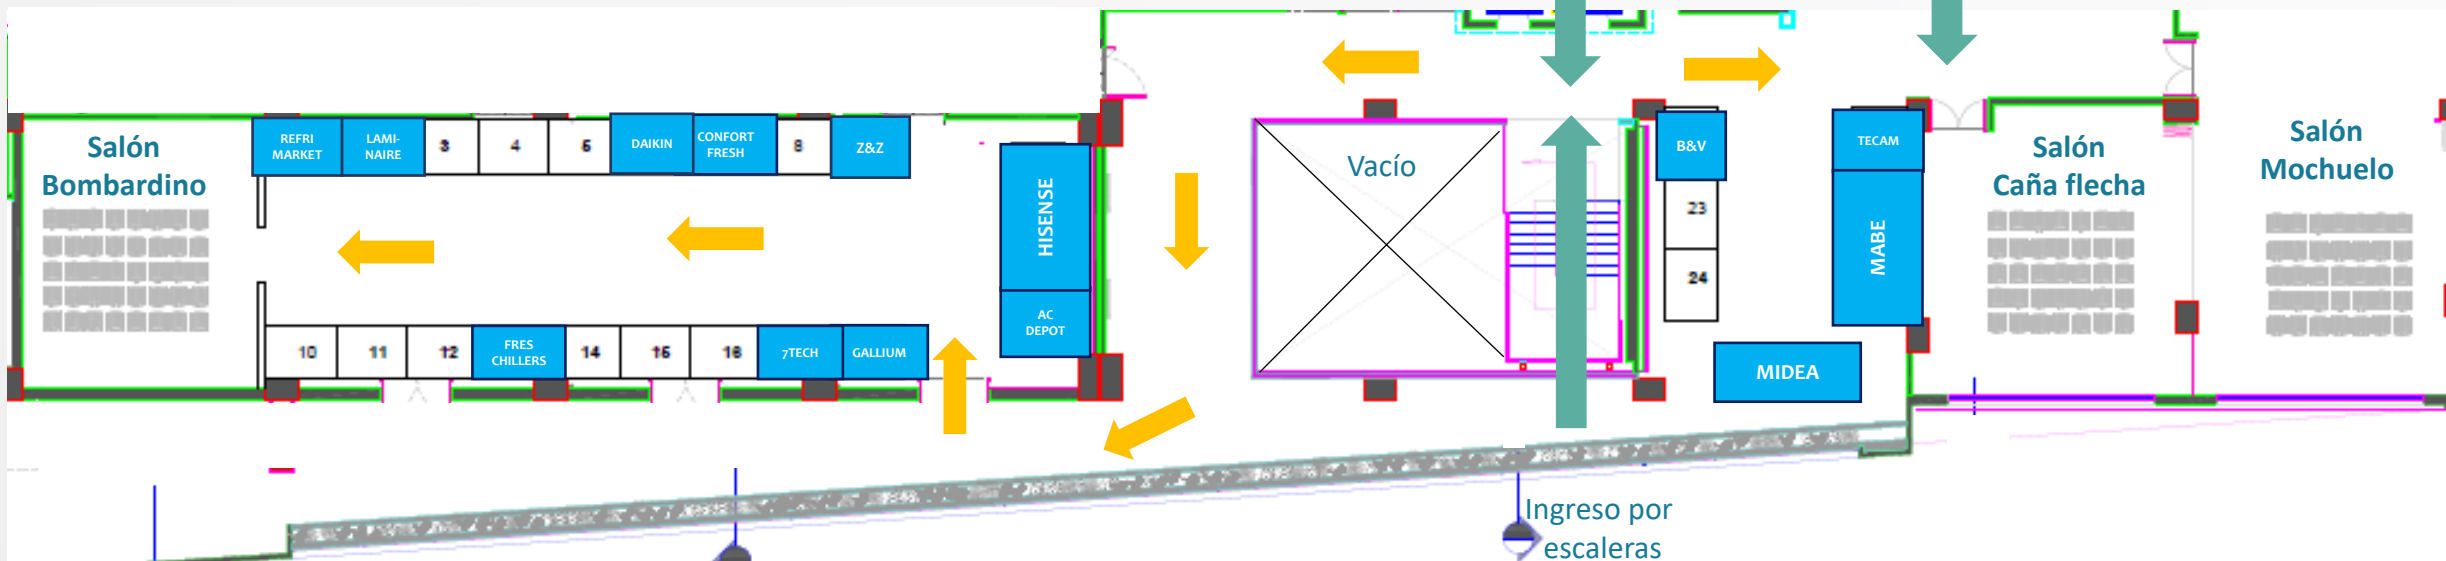 Salón
Bombardino
REFRI
MARKET
LAMI-
NAIRE
3
4
5
DAIKIN
CONFORT
FRESH
8
Z&Z
HISENSE
AC
DEPOT
10
11
12
FRES
CHILLERS
14
15
16
7TECH
GALLIUM
Vacío
B&V
23
24
TECAM
MABE
MIDEA
Salón
Caña flecha
Salón
Mochuelo
Ingreso por
escaleras